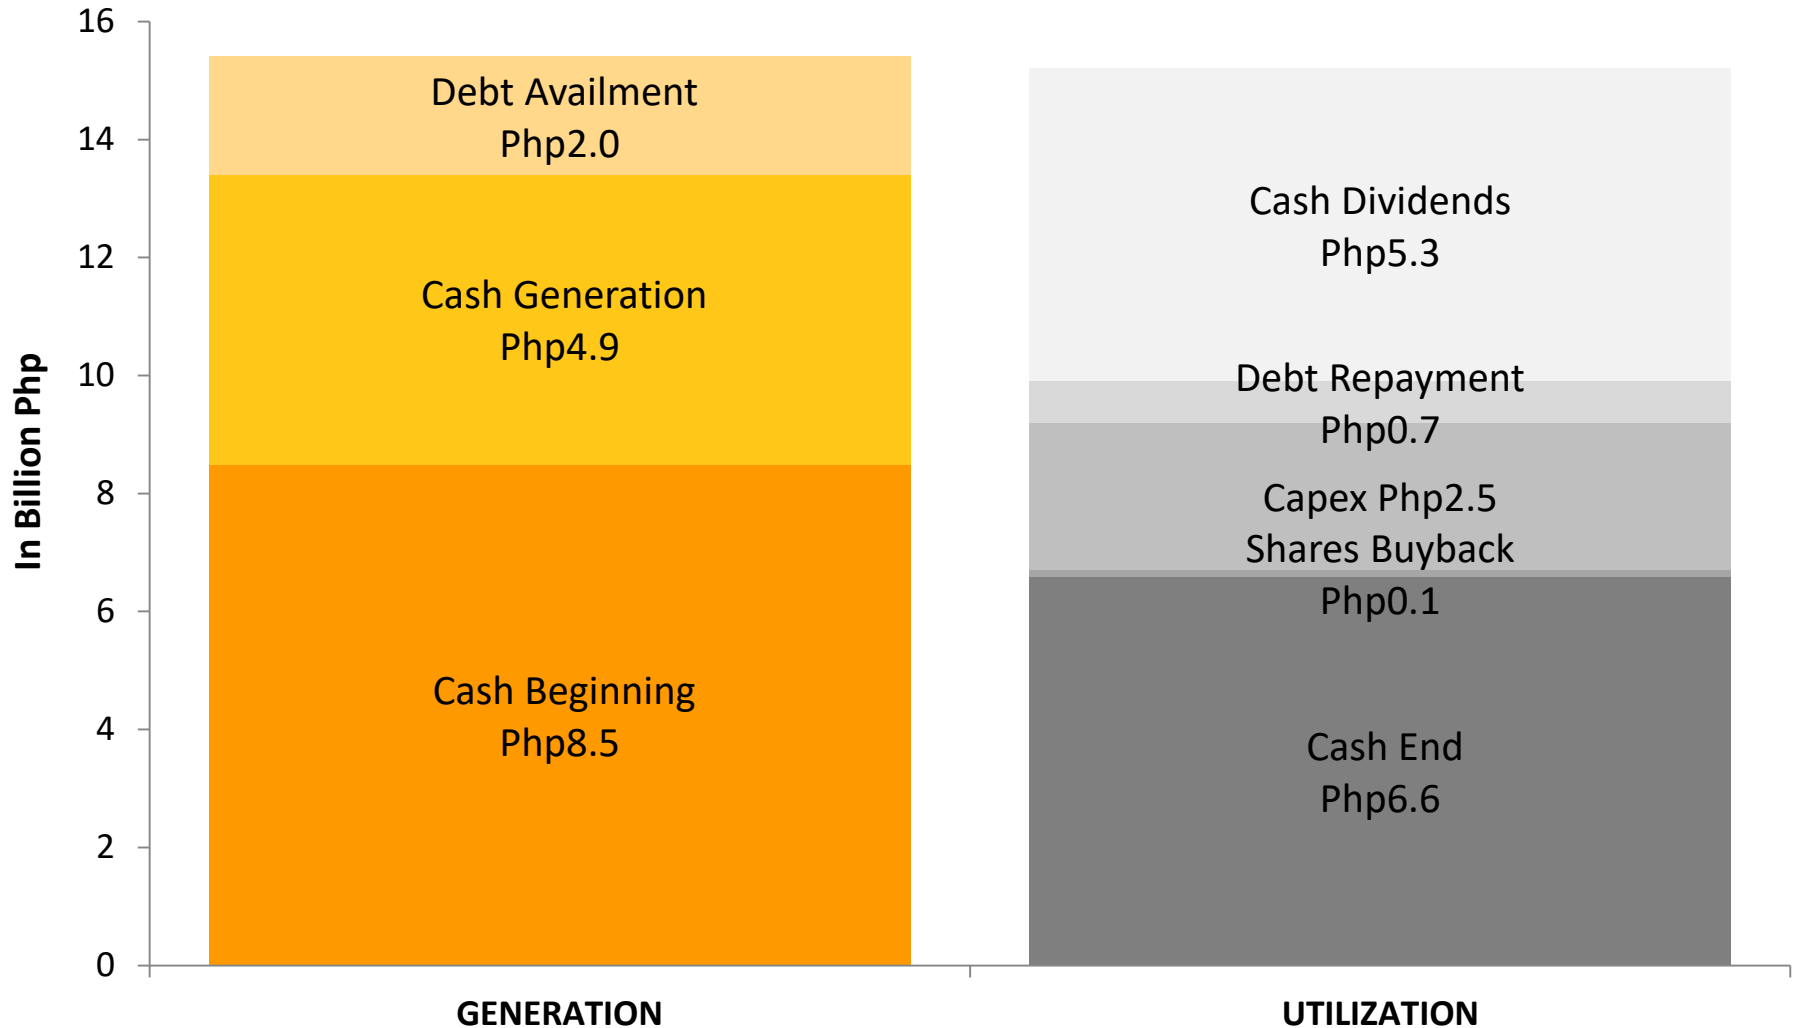 In Billion Php
16
14
12
10
8
6
4
2
0
Debt Availment
Php2.0
Cash Generation
Php4.9
Cash Beginning
Php8.5
Cash Dividends
Php5.3
Debt Repayment
Php0.7
Capex Php2.5
Shares Buyback
Php0.1
Cash End
Php6.6
GENERATION
UTILIZATION